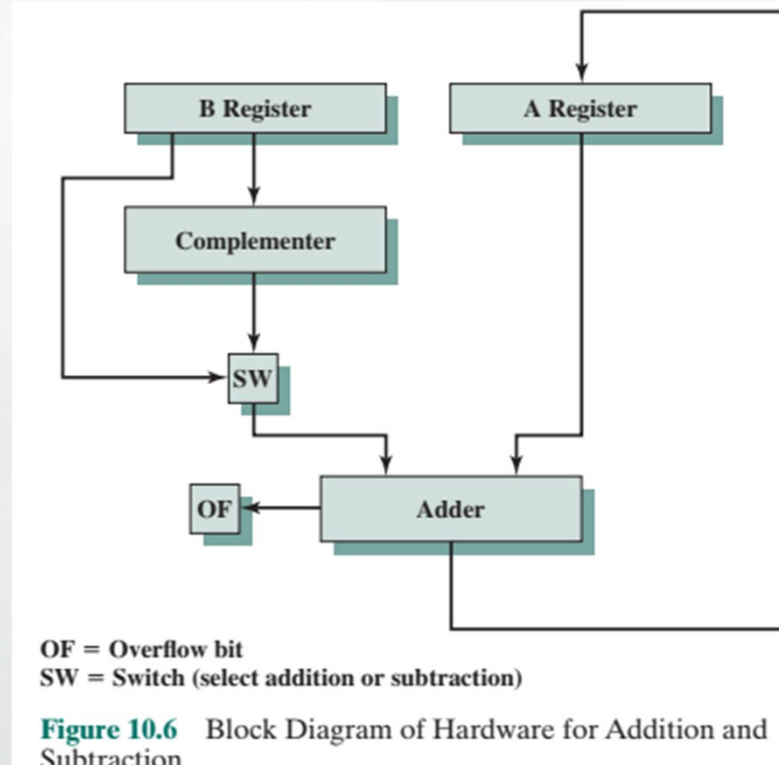 B Register
A Register
Complementer
SW
OF
Adder
OF = Overflow bit
SW = Switch (select addition or subtraction)
Figure 10.6 Block Diagram of Hardware for Addition and
Subtraction